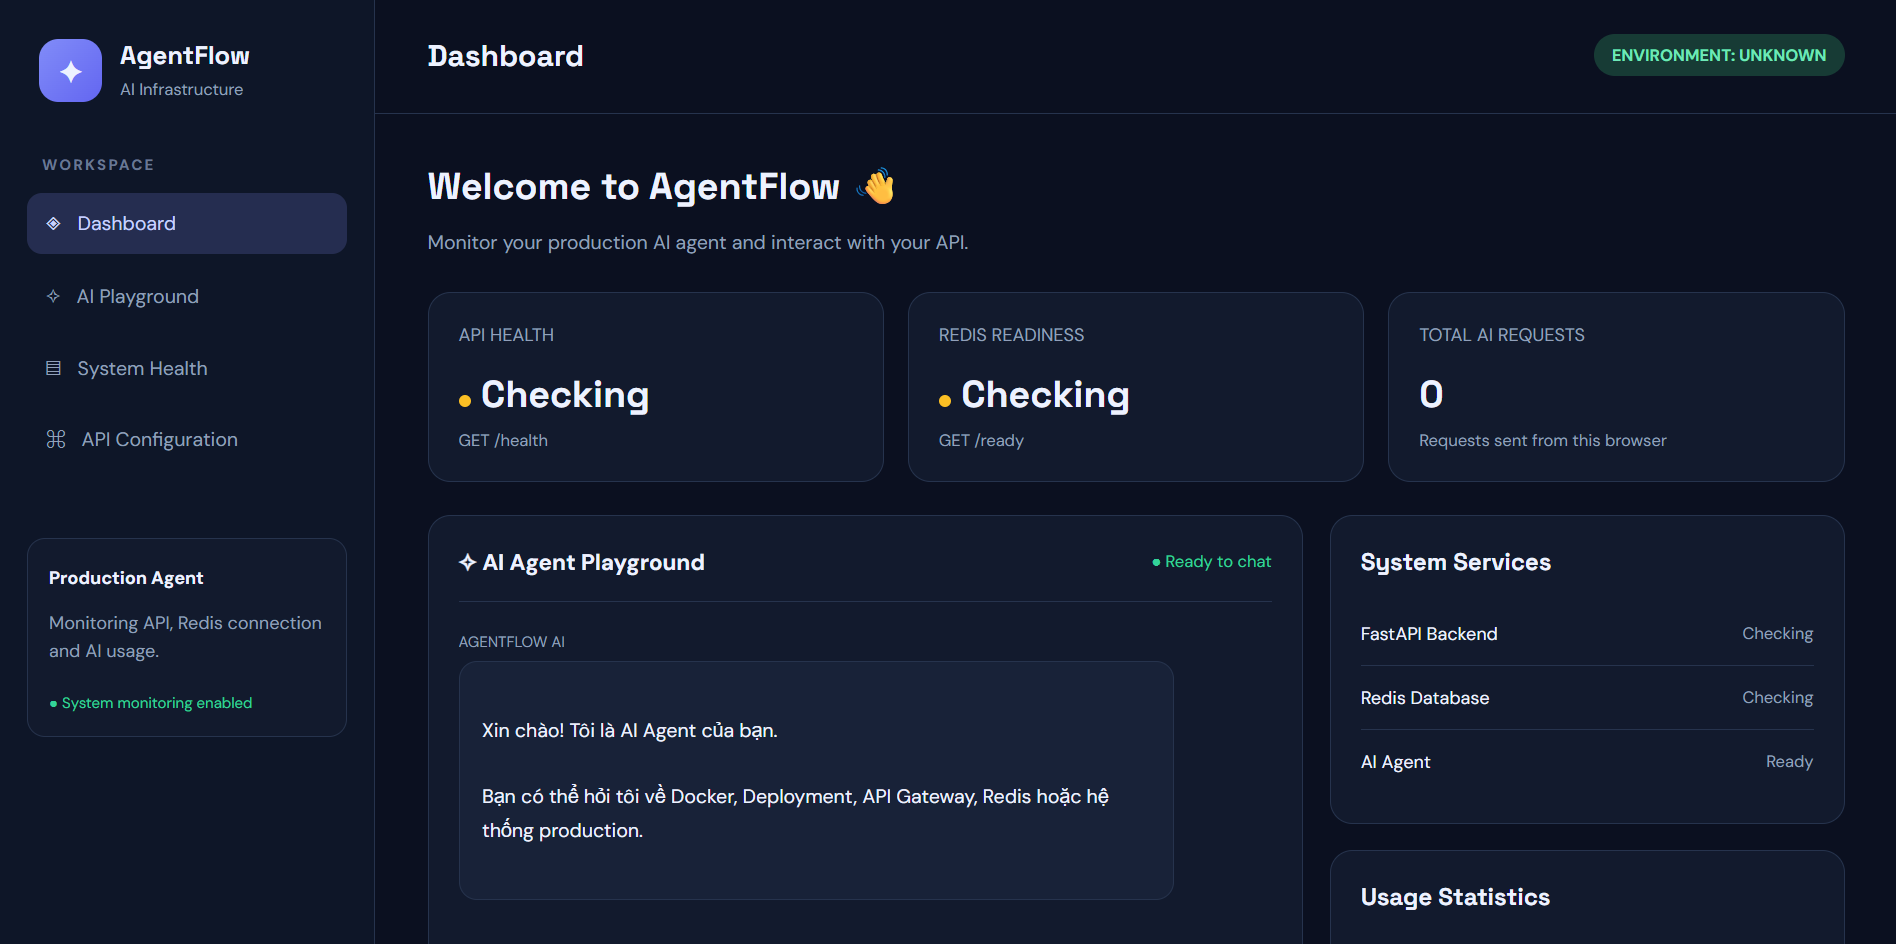 AgentFlow
AI Infrastructure
WORKSPACE
Dashboard
AI Playground
System Health
API Configuration
Production Agent
Monitoring API, Redis connection
and AI usage.
● System monitoring enabled
Dashboard
ENVIRONMENT: UNKNOWN
Welcome to AgentFlow 👋
Monitor your production AI agent and interact with your API.
API HEALTH
Checking
GET /health
REDIS READINESS
Checking
GET /ready
TOTAL AI REQUESTS
0
Requests sent from this browser
✧ AI Agent Playground
● Ready to chat
AGENTFLOW AI
Xin chào! Tôi là AI Agent của bạn.
Bạn có thể hỏi tôi về Docker, Deployment, API Gateway, Redis hoặc hệ
thống production.
System Services
FastAPI Backend
Checking
Redis Database
Checking
AI Agent
Ready
Usage Statistics